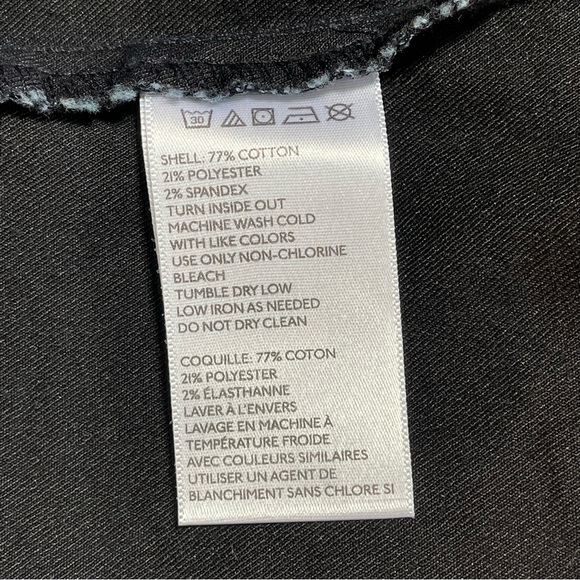 30
SHELL: 77% COTTON
21% POLYESTER
2% SPANDEX
TURN INSIDE OUT
MACHINE WASH COLD
WITH LIKE COLORS
USE ONLY NON-CHLORINE
BLEACH
TUMBLE DRY LOW
LOW IRON AS NEEDED
DO NOT DRY CLEAN
COQUILLE: 77% COTON
21% POLYESTER
2% ÉLASTHANNE
LAVER À L'ENVERS
LAVAGE EN MACHINE À
TEMPÉRATURE FROIDE
AVEC COULEURS SIMILAIRES
UTILISER UN AGENT DE
BLANCHIMENT SANS CHLORE SI